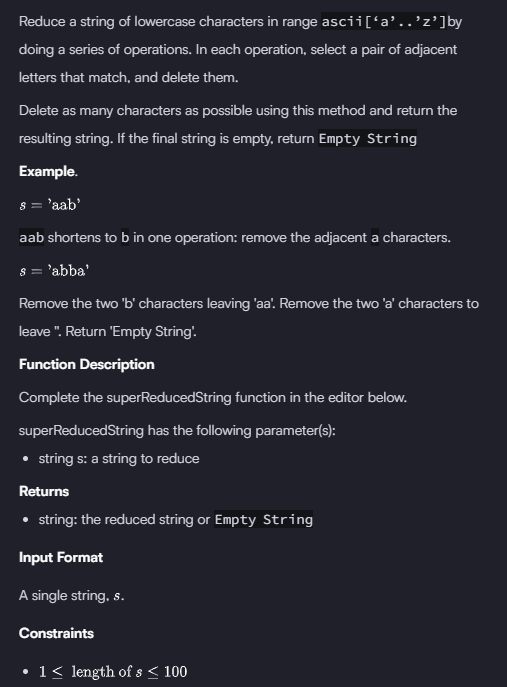 Reduce a string of lowercase characters in range ascii[‘a’..’z’]by
doing a series of operations. In each operation, select a pair of adjacent
letters that match, and delete them.
Delete as many characters as possible using this method and return the
resulting string. If the final string is empty, return Empty String
Example.
s = 'aab'
aab shortens to b in one operation: remove the adjacent a characters.
s = 'abba'
Remove the two 'b' characters leaving 'aa'. Remove the two 'a' characters to
leave ''. Return 'Empty String'.
Function Description
Complete the superReducedString function in the editor below.
superReducedString has the following parameter(s):
• string s: a string to reduce
Returns
• string: the reduced string or Empty String
Input Format
A single string, s.
Constraints
• 1 ≤ length of s ≤ 100